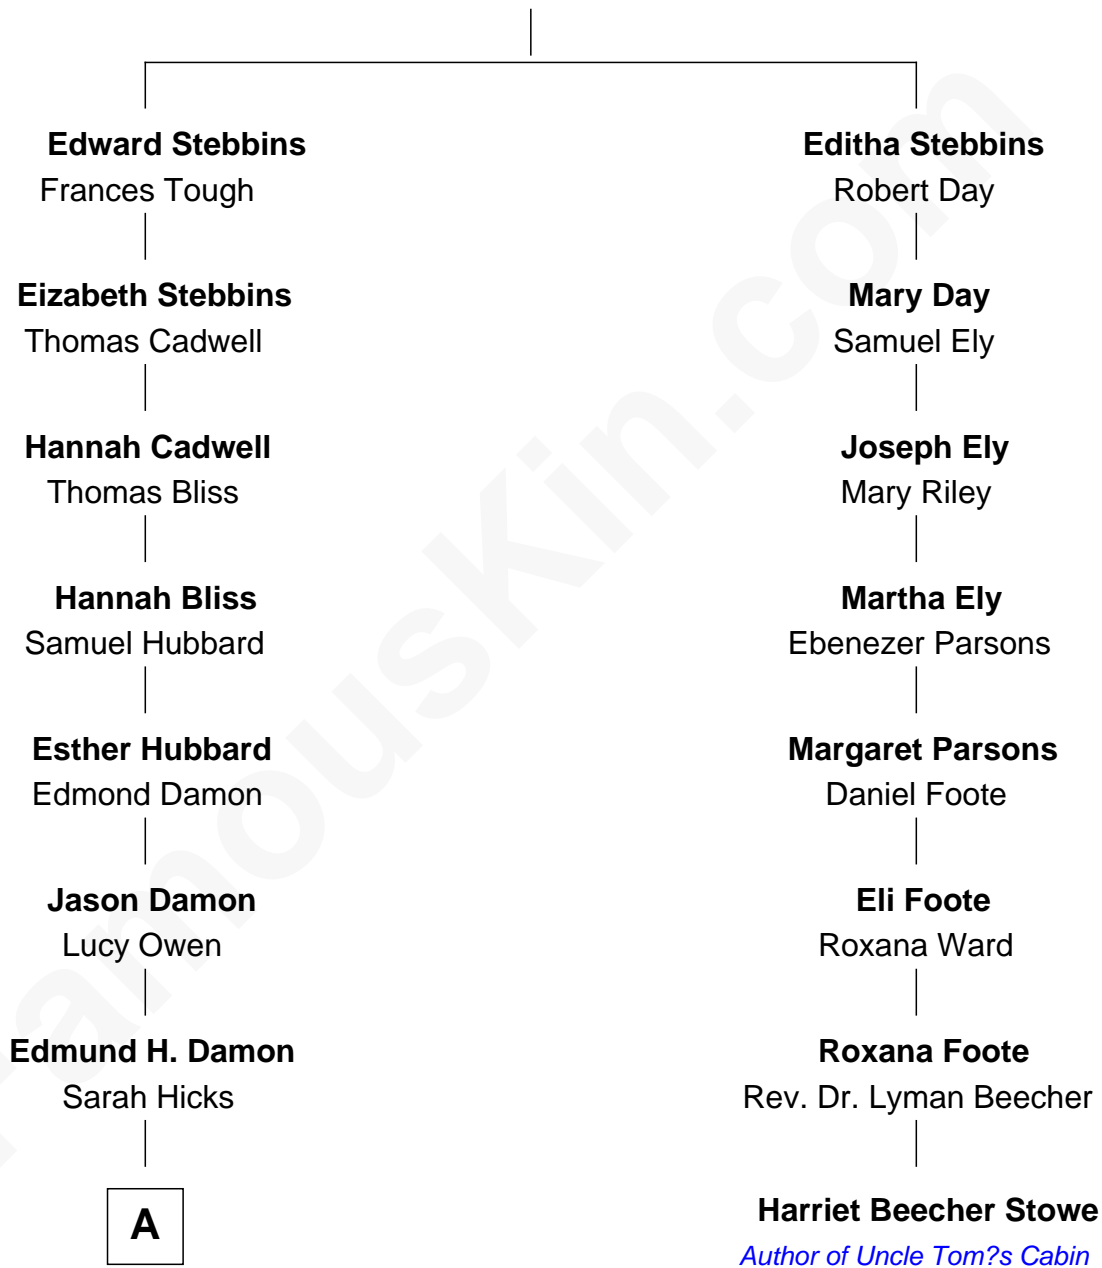 Edward Stebbins
Frances Tough
Eizabeth Stebbins
Thomas Cadwell
Hannah Cadwell
Thomas Bliss
Hannah Bliss
Samuel Hubbard
Esther Hubbard
Edmond Damon
Jason Damon
Lucy Owen
Edmund H. Damon
Sarah Hicks
A
Editha Stebbins
Robert Day
Mary Day
Samuel Ely
Joseph Ely
Mary Riley
Martha Ely
Ebenezer Parsons
Margaret Parsons
Daniel Foote
Eli Foote
Roxana Ward
Roxana Foote
Rev. Dr. Lyman Beecher
Harriet Beecher Stowe
Author of Uncle Tom?s Cabin
FamousKin.com